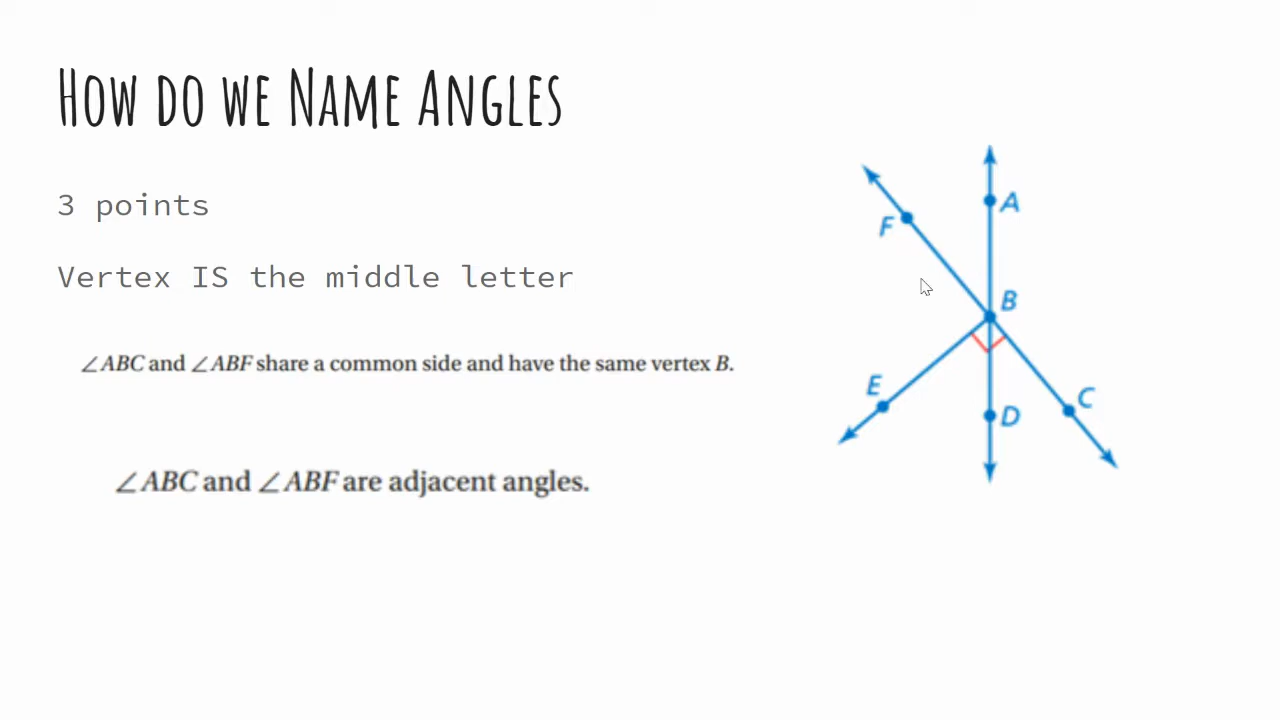 How do we Name Angles
3 points
Vertex IS the middle letter
∠ABC and ∠ABF share a common side and have the same vertex B.
∠ABC and ∠ABF are adjacent angles.
A
F
B
E
C
D